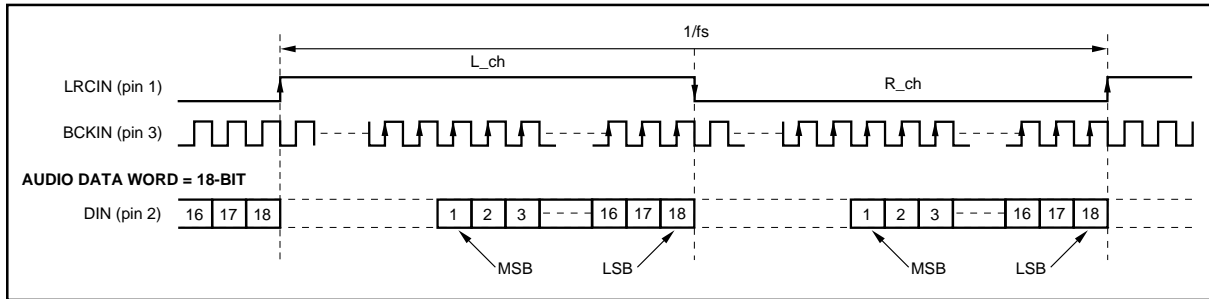 1/fs
L_ch
R_ch
LRCIN (pin 1)
BCKIN (pin 3)
AUDIO DATA WORD = 18-BIT
DIN (pin 2)
16 17 18 1 2 3 16 17 18 1 2 3 16 17 18
MSB LSB MSB LSB